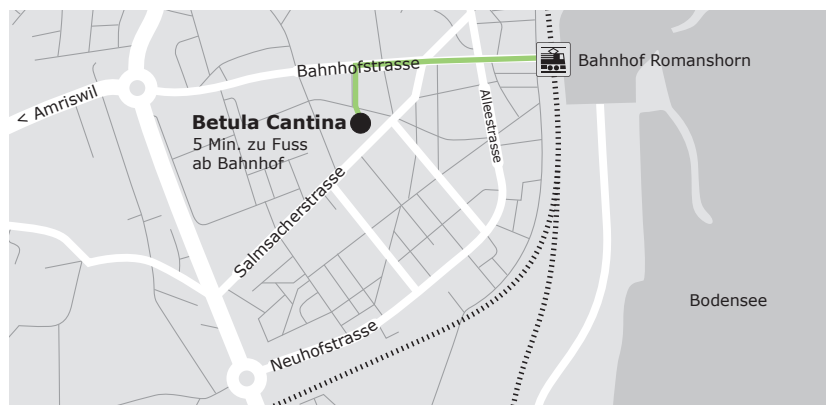 Bahnhofstrasse
Bahnhof Romanshorn
< Amriswil
Alleestrasse
Betula Cantina
5 Min. zu Fuss
ab Bahnhof
Salmsacherstrasse
Bodensee
Neuhofstrasse